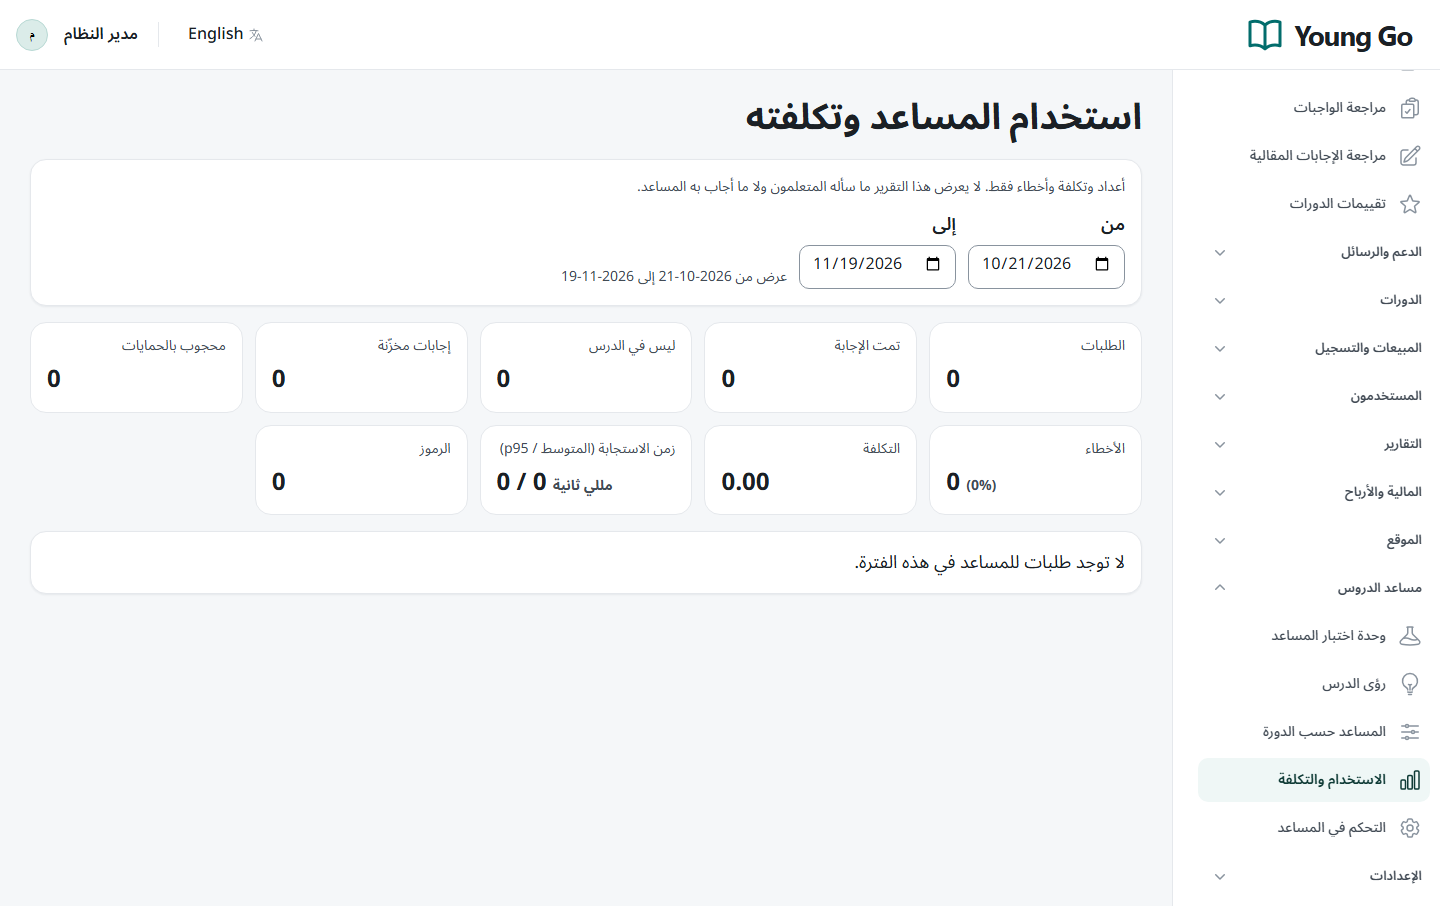 Young Go
English
مدير النظام
م
مراجعة الواجبات
مراجعة الإجابات المقالية
تقييمات الدورات
الدعم والرسائل
الدورات
المبيعات والتسجيل
المستخدمون
التقارير
المالية والأرباح
الموقع
مساعد الدروس
وحدة اختبار المساعد
رؤى الدرس
المساعد حسب الدورة
الاستخدام والتكلفة
التحكم في المساعد
الإعدادات
استخدام المساعد وتكلفته
أعداد وتكلفة وأخطاء فقط. لا يعرض هذا التقرير ما سأله المتعلمون ولا ما أجاب به المساعد.
من
10/21/2026
إلى
11/19/2026
عرض من 2026-10-21 إلى 2026-11-19
الطلبات
0
تمت الإجابة
0
ليس في الدرس
0
إجابات مخزّنة
0
محجوب بالحمايات
0
الأخطاء
0 (0%)
التكلفة
0.00
زمن الاستجابة (المتوسط / p95)
0 / 0 مللي ثانية
الرموز
0
لا توجد طلبات للمساعد في هذه الفترة.